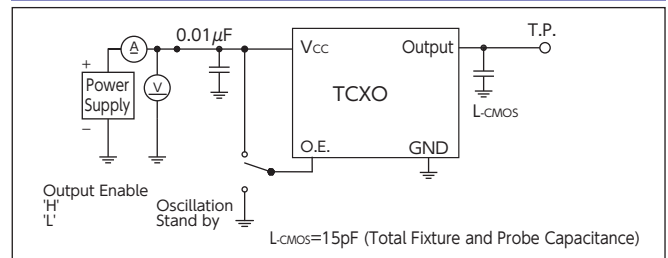 T.P.
0.01μF
A
Vcc
Output
+
Power
Supply
V
TCXO
L-CMOS
−
O.E.
GND
Output Enable
'H' Oscillation
'L' Stand by
L-CMOS=15pF (Total Fixture and Probe Capacitance)